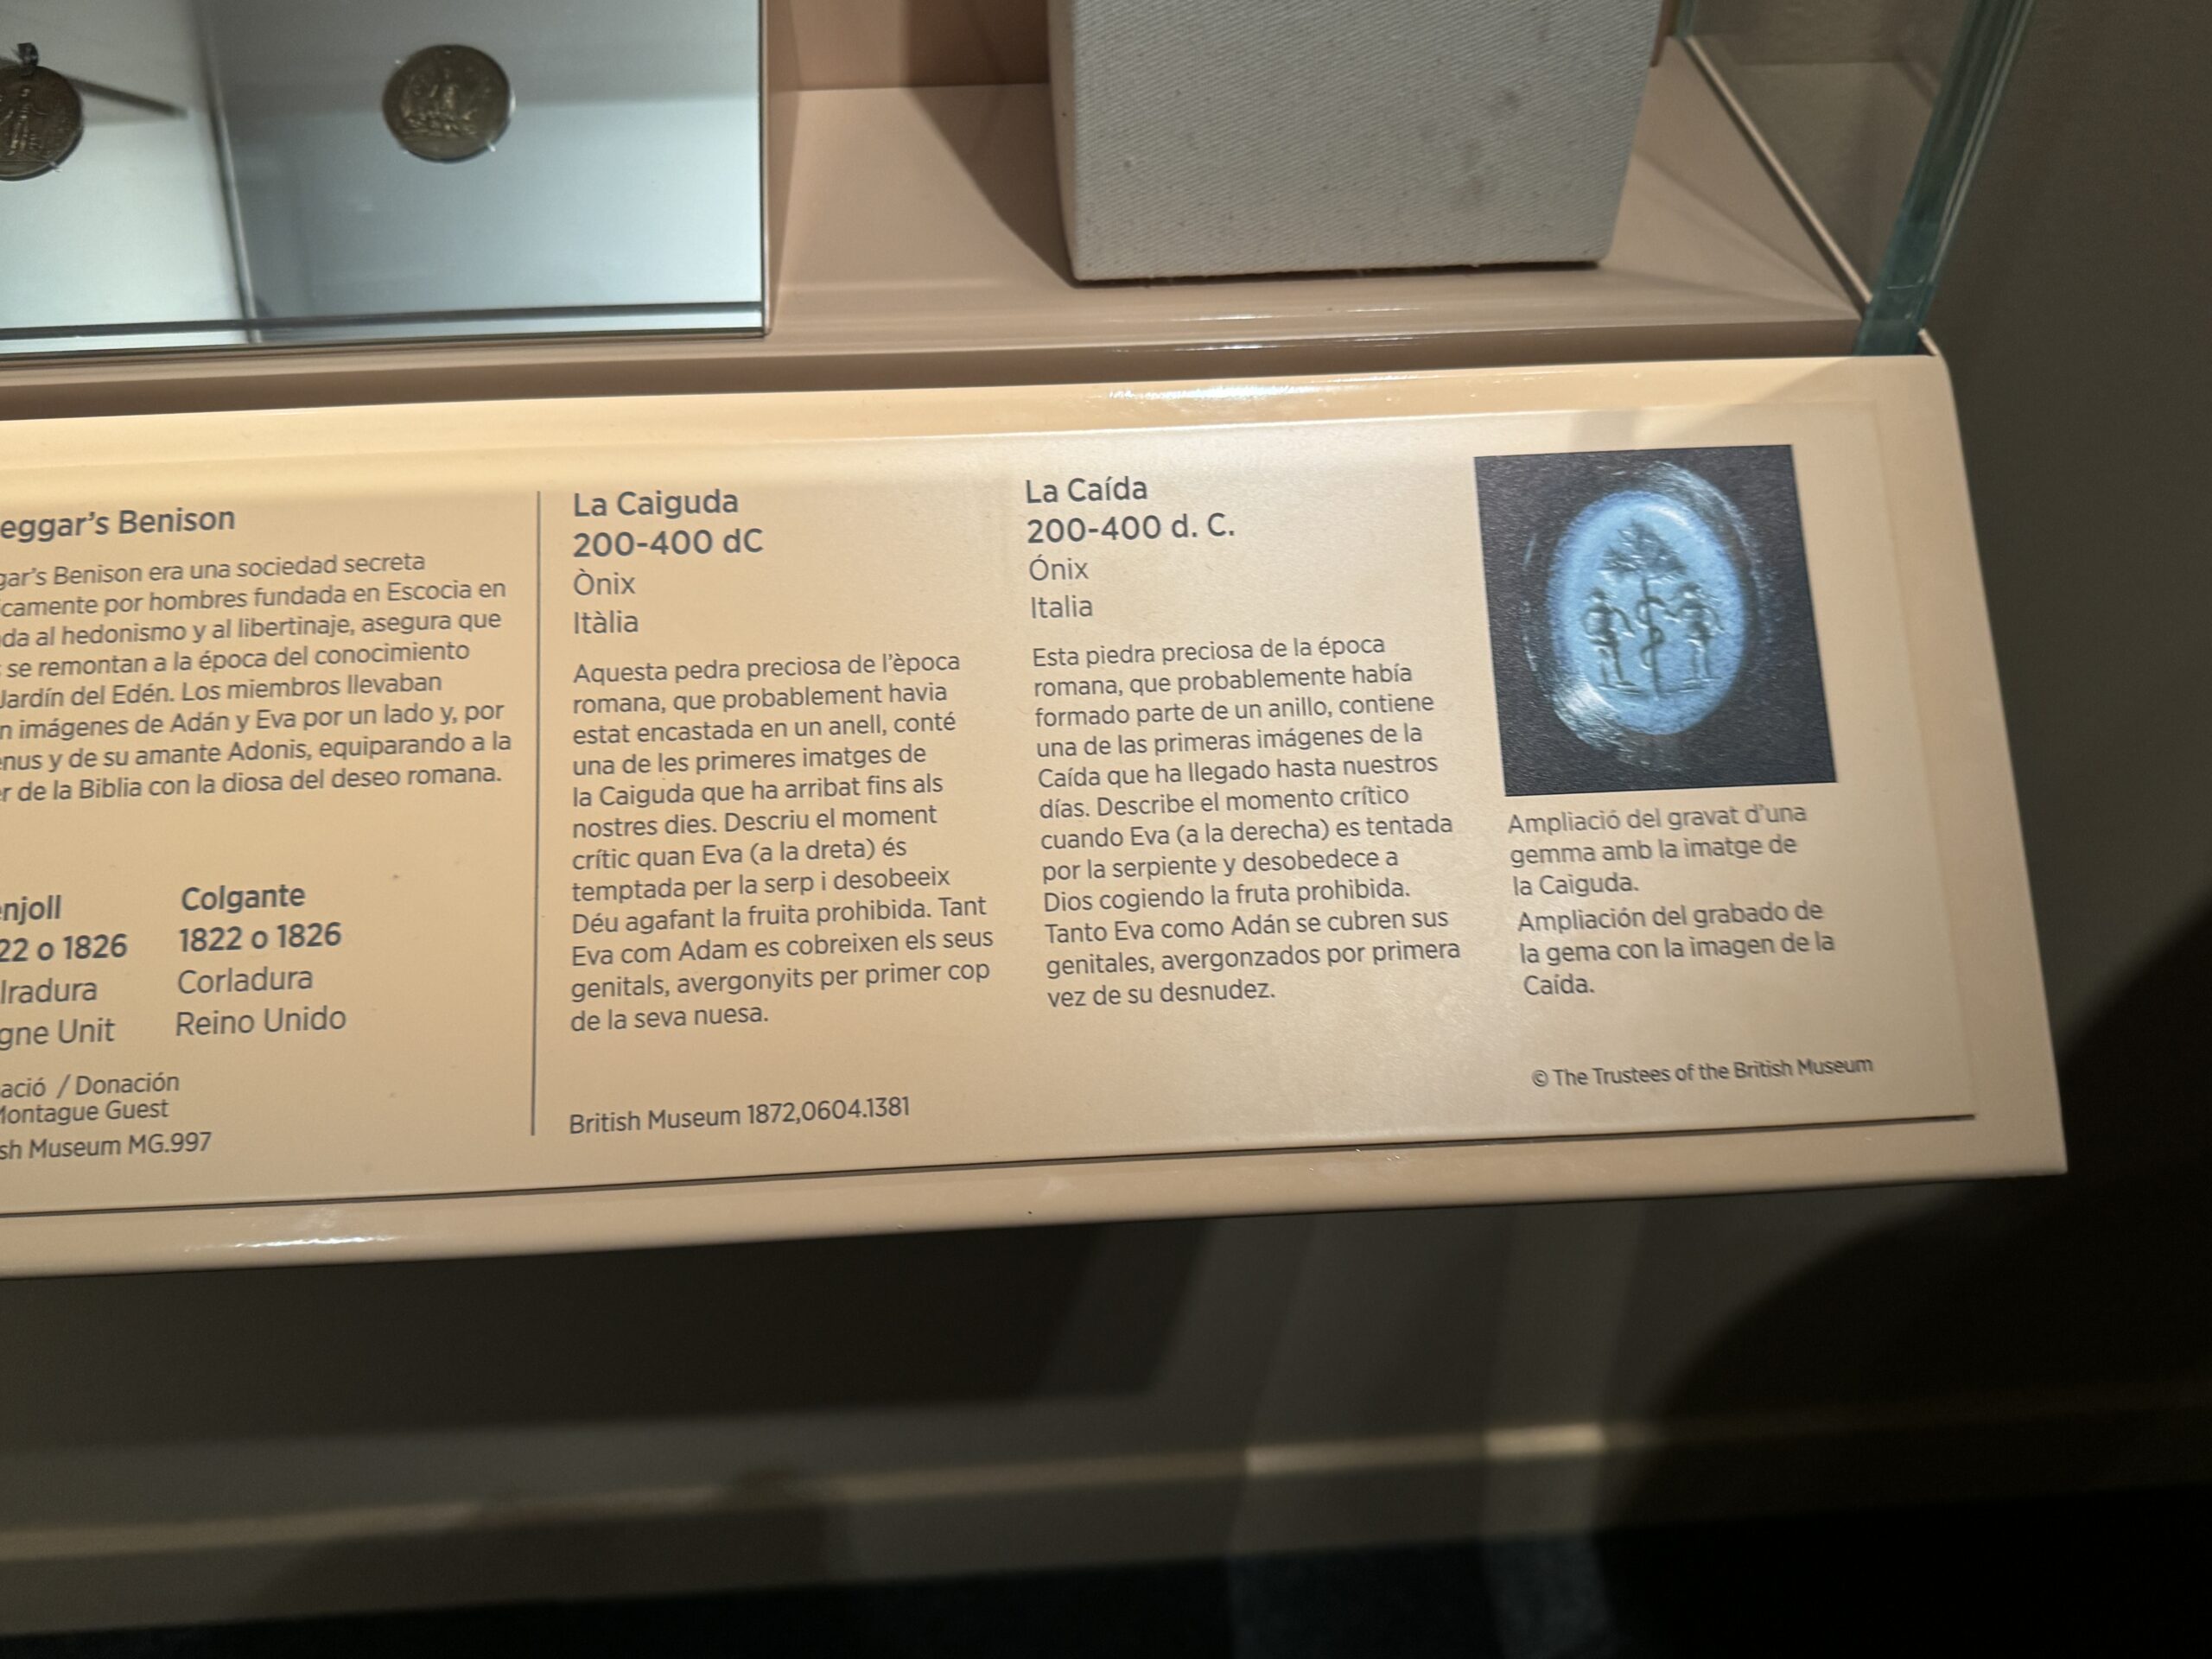 eggar's Benison
gar's Benison era una sociedad secreta
camente por hombres fundada en Escocia en
da al hedonismo y al libertinaje, asegura que
se remontan a la época del conocimiento
Jardín del Edén. Los miembros llevaban
n imágenes de Adán y Eva por un lado y, por
enus y de su amante Adonis, equiparando a la
r de la Biblia con la diosa del deseo romana.
enjoll
22 o 1826
lradura
gne Unit
Colgante
1822 o 1826
Corladura
Reino Unido
ació / Donación
Montague Guest
sh Museum MG.997
La Caiguda
200-400 dC
Ònix
Itàlia
Aquesta pedra preciosa de l'època
romana, que probablement havia
estat encastada en un anell, conté
una de les primeres imatges de
la Caiguda que ha arribat fins als
nostres dies. Descriu el moment
crític quan Eva (a la dreta) és
temptada per la serp i desobeeix
Déu agafant la fruita prohibida. Tant
Eva com Adam es cobreixen els seus
genitals, avergonyits per primer cop
de la seva nuesa.
British Museum 1872,0604.1381
La Caída
200-400 d. C.
Ónix
Italia
Esta piedra preciosa de la época
romana, que probablemente había
formado parte de un anillo, contiene
una de las primeras imágenes de la
Caída que ha llegado hasta nuestros
días. Describe el momento crítico
cuando Eva (a la derecha) es tentada
por la serpiente y desobedece a
Dios cogiendo la fruta prohibida.
Tanto Eva como Adán se cubren sus
genitales, avergonzados por primera
vez de su desnudez.
Ampliació del gravat d'una
gemma amb la imatge de
la Caiguda.
Ampliación del grabado de
la gema con la imagen de la
Caída.
© The Trustees of the British Museum